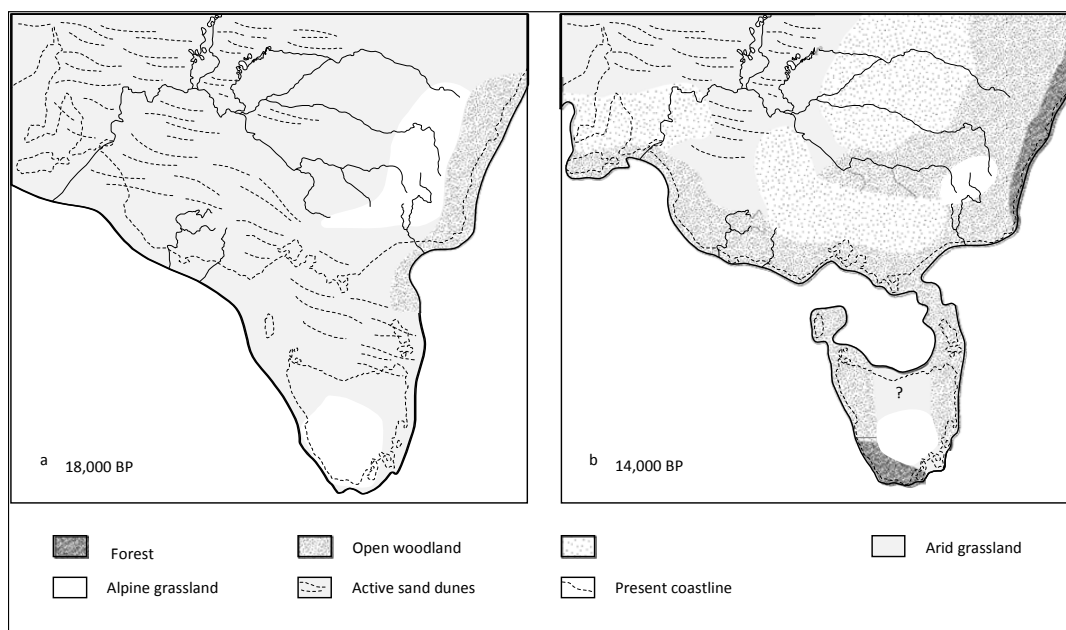 ?
a 18,000 BP
b 14,000 BP
Forest
Open woodland
Arid grassland
Alpine grassland
Active sand dunes
Present coastline